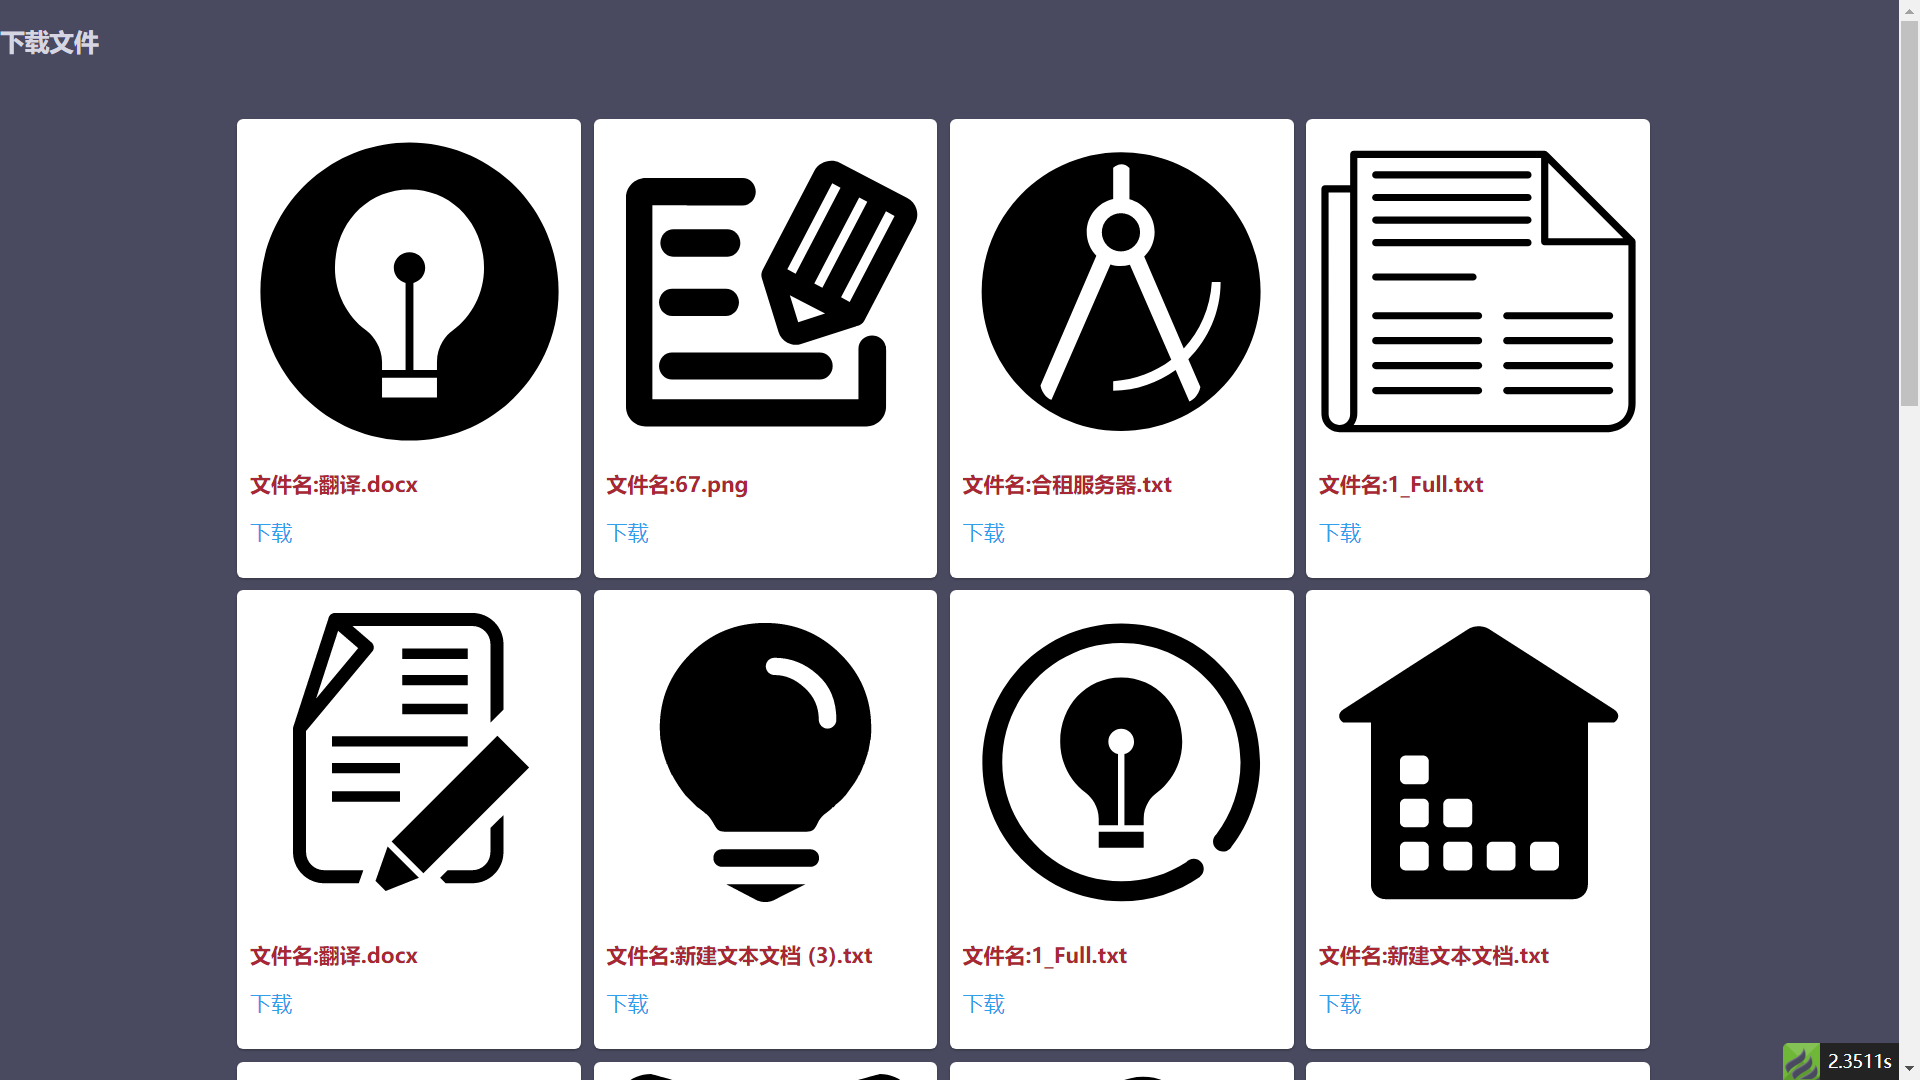 下载文件
文件名:翻译.docx
下载
文件名:67.png
下载
文件名:合租服务器.txt
下载
文件名:1_Full.txt
下载
文件名:翻译.docx
下载
文件名:新建文本文档 (3).txt
下载
文件名:1_Full.txt
下载
文件名:新建文本文档.txt
下载
2.3511s